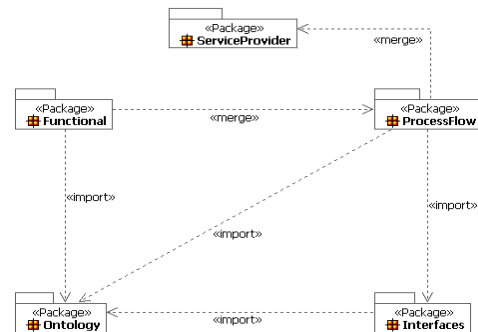 «Package»
ServiceProvider
«merge»
«Package»
Functional
«merge»
«Package»
ProcessFlow
«import»
«import»
«import»
«Package»
Ontology
«import»
«Package»
Interfaces